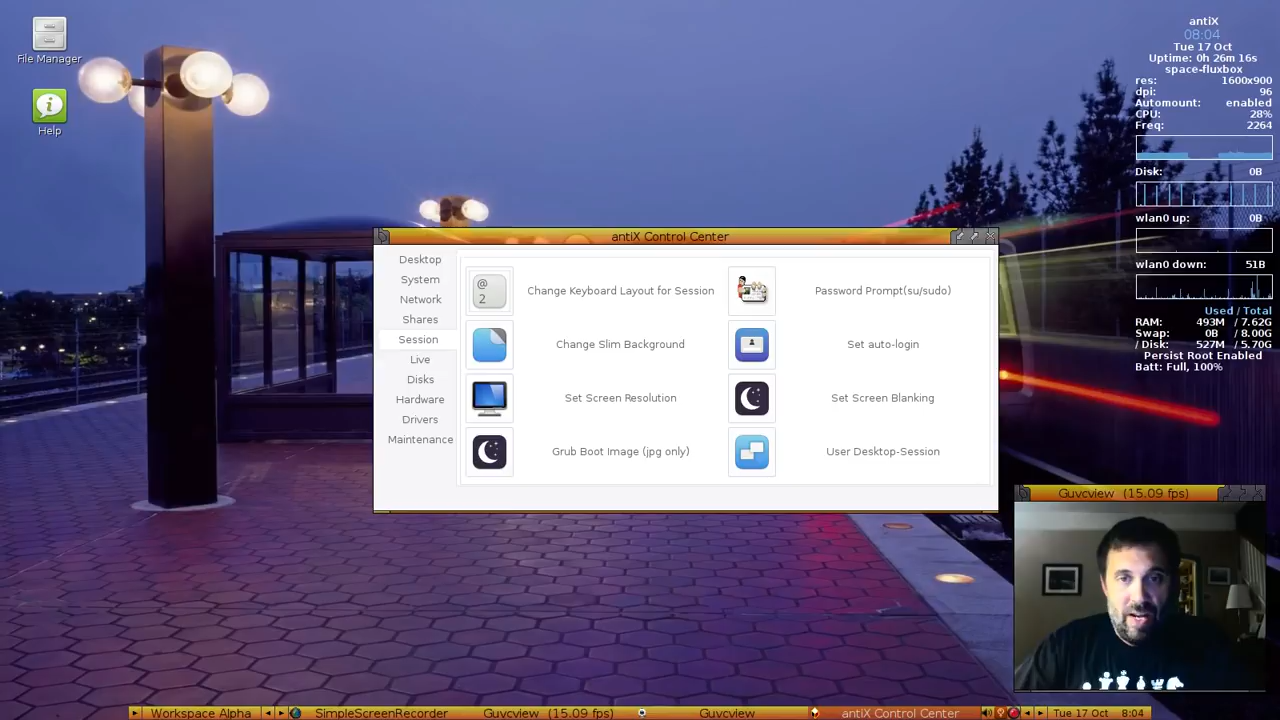 File Manager
Help
antiX
08:04
Tue 17 Oct
Uptime: 0h 26m 16s
space-fluxbox
res: 1600x900
dpi: 96
Automount: enabled
CPU: 28%
Freq: 2264
Disk: 0B
wlan0 up: 0B
wlan0 down: 51B
Used / Total
RAM: 493M / 7.62G
Swap: 0B / 8.00G
/ Disk: 527M / 5.70G
Persist Root Enabled
Batt: Full, 100%
antiX Control Center
Desktop
System
Network
Shares
Session
Live
Disks
Hardware
Drivers
Maintenance
@
2
Change Keyboard Layout for Session
Password Prompt(su/sudo)
Change Slim Background
Set auto-login
Set Screen Resolution
Set Screen Blanking
Grub Boot Image (jpg only)
User Desktop-Session
Guvcview (15.09 fps)
Workspace Alpha
SimpleScreenRecorder
Guvcview (15.09 fps)
Guvcview
antiX Control Center
Tue 17 Oct 8:04